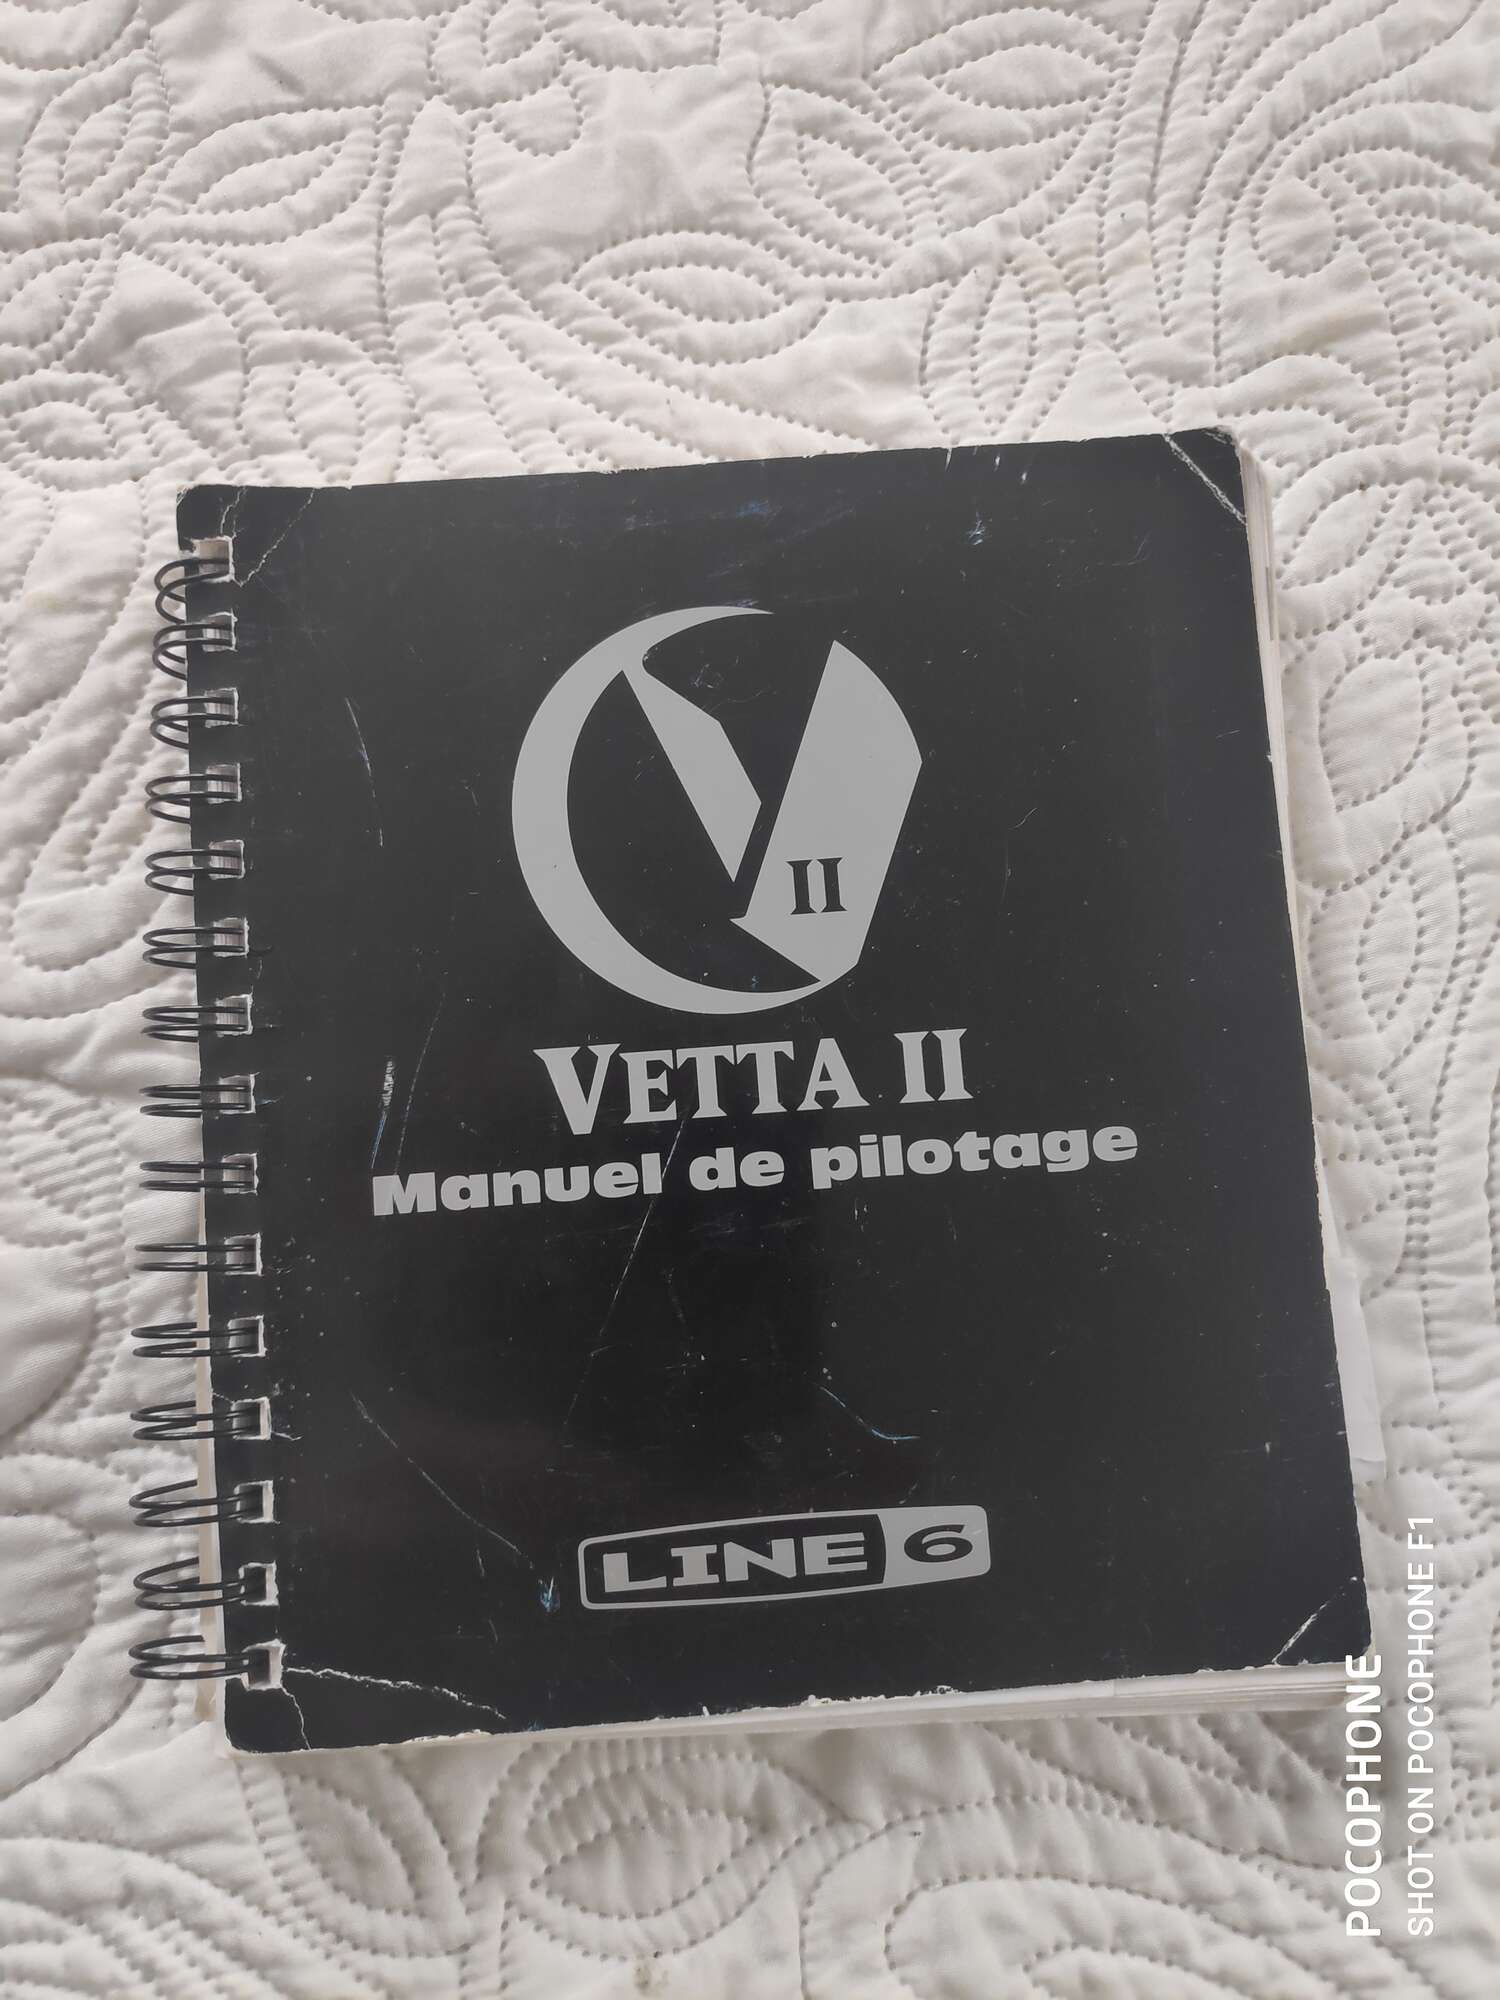 II
VETTA II
Manuel de pilotage
LINE 6
POCOPHONE
SHOT ON POCOPHONE F1